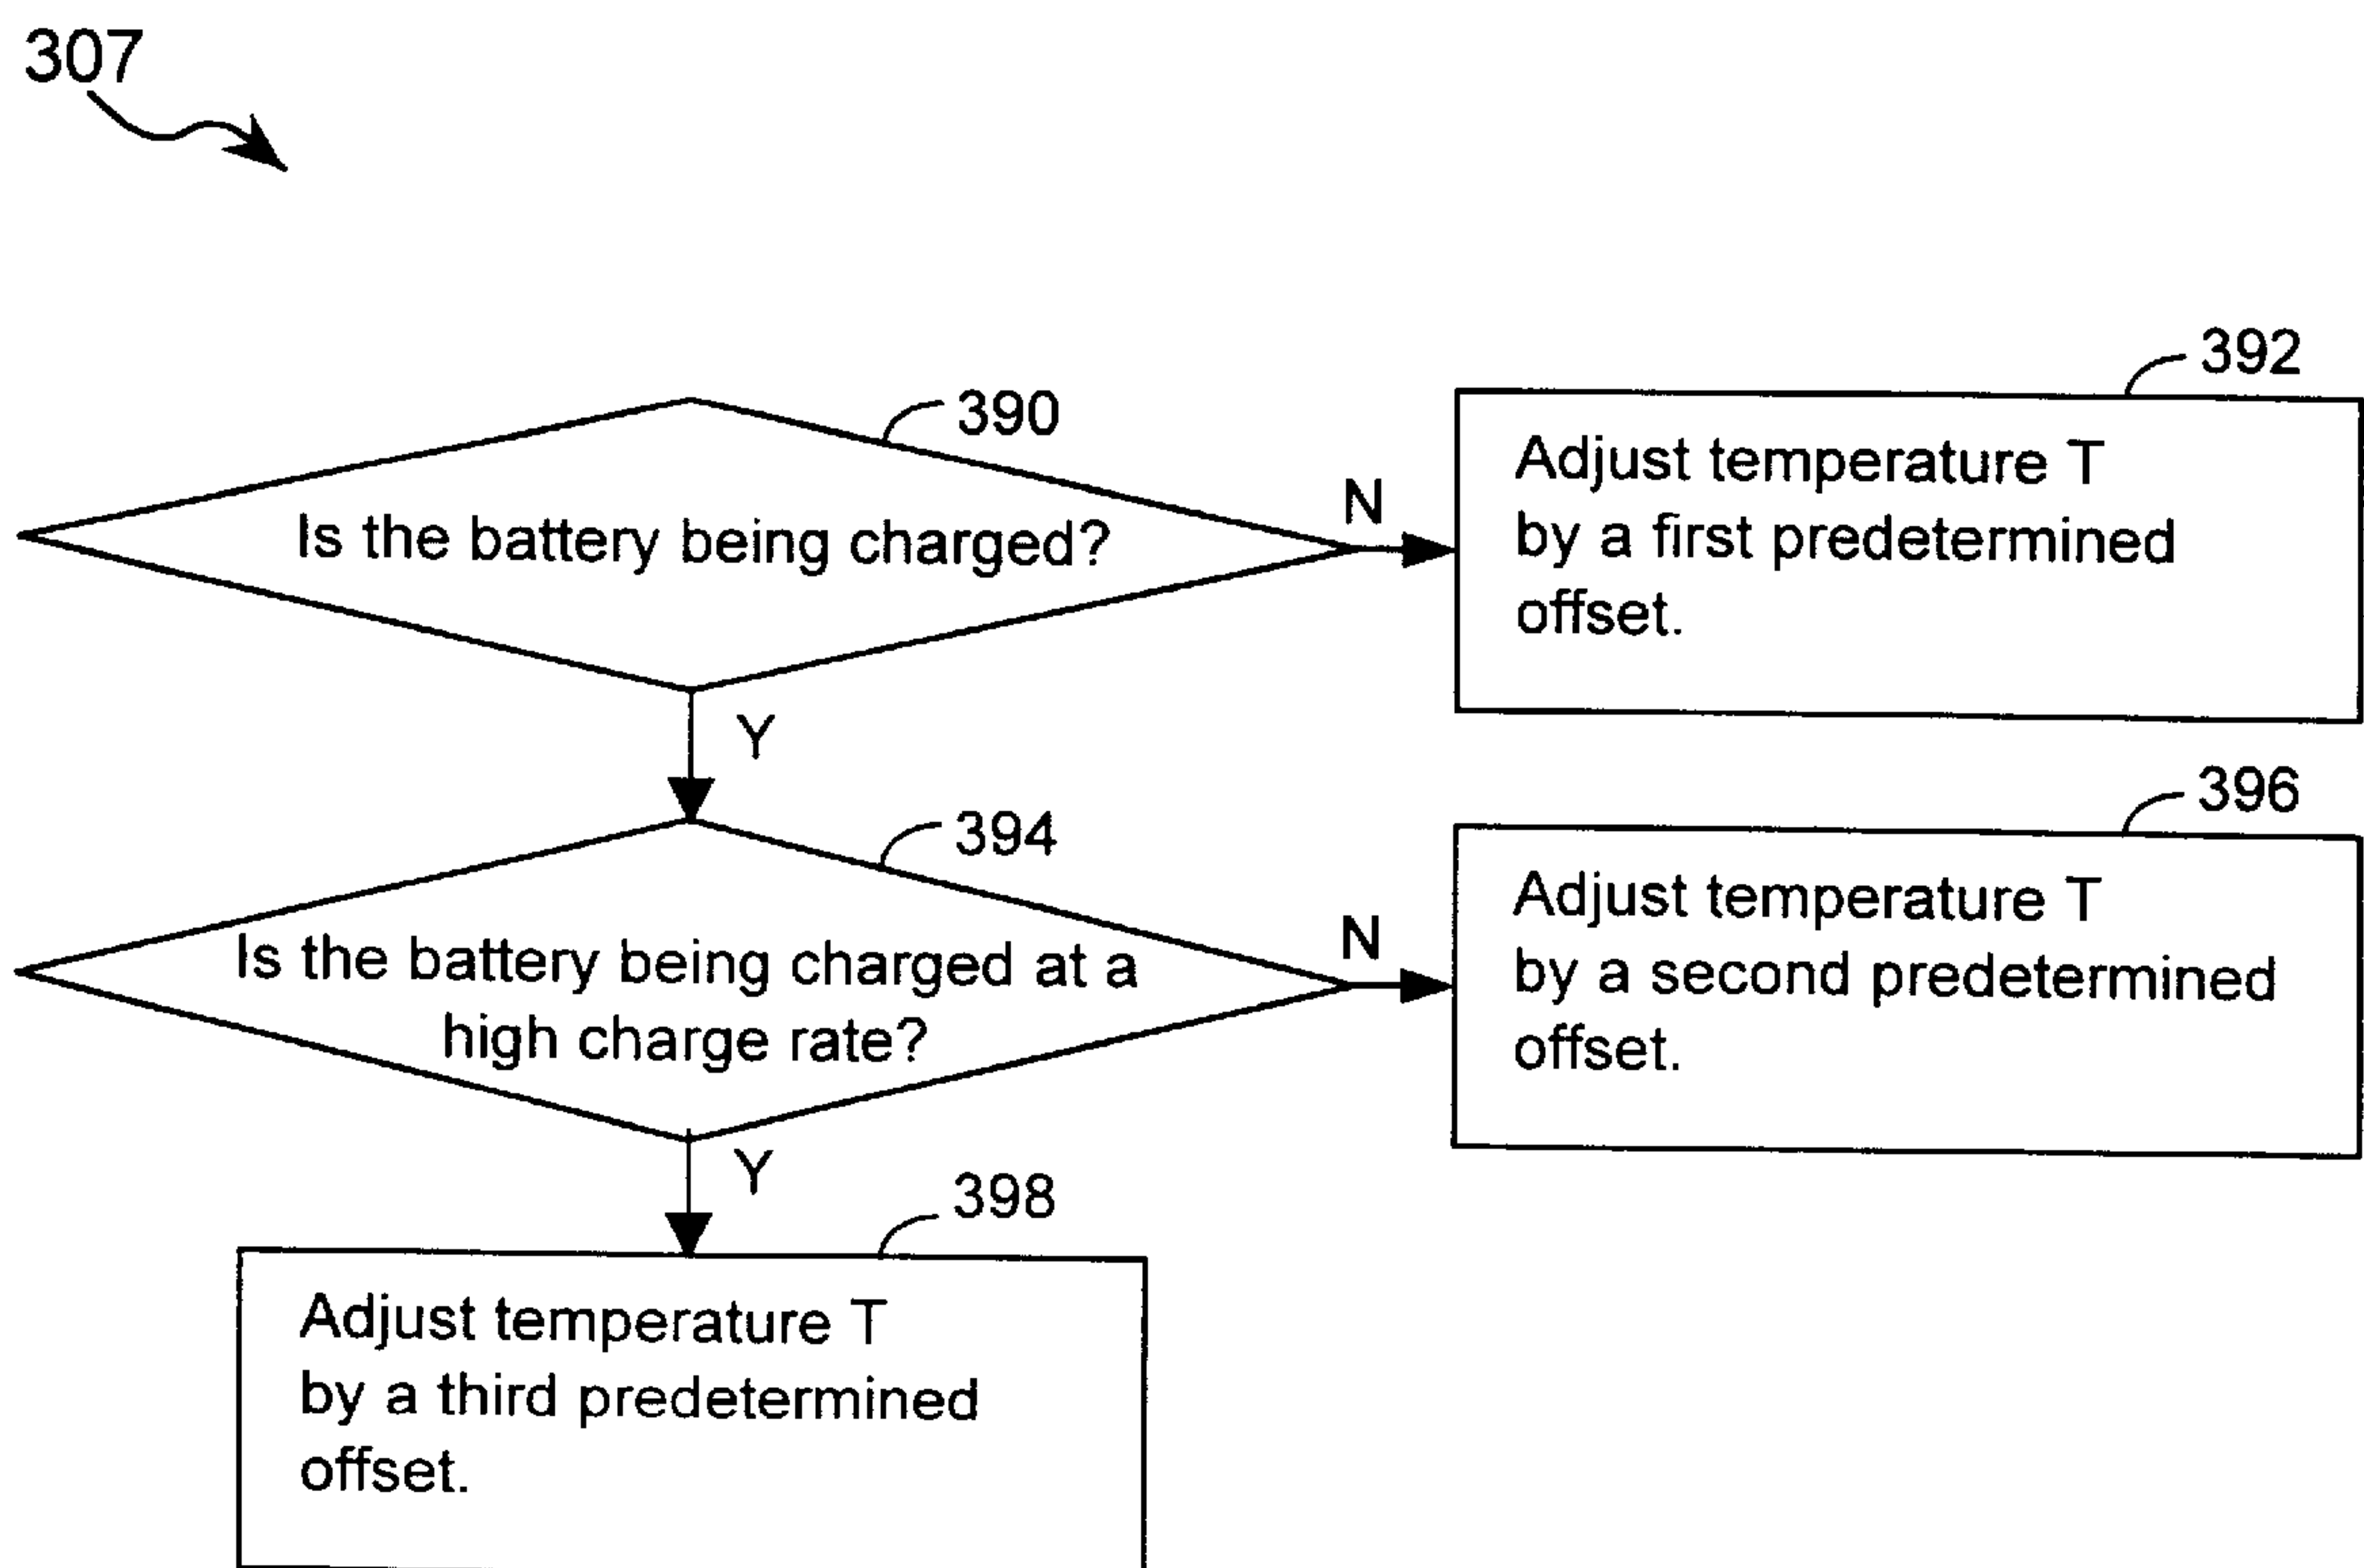 307
390
Is the battery being charged?
N
392
Adjust temperature T
by a first predetermined
offset.
Y
394
Is the battery being charged at a
high charge rate?
N
396
Adjust temperature T
by a second predetermined
offset.
Y
398
Adjust temperature T
by a third predetermined
offset.